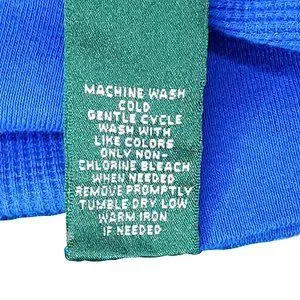 MACHINE WASH
COLD
GENTLE CYCLE
WASH WITH
LIKE COLORS
ONLY NON-
CHLORINE BLEACH
WHEN NEEDED
REMOVE PROMPTLY
TUMBLE DRY LOW
WARM IRON
IF NEEDED